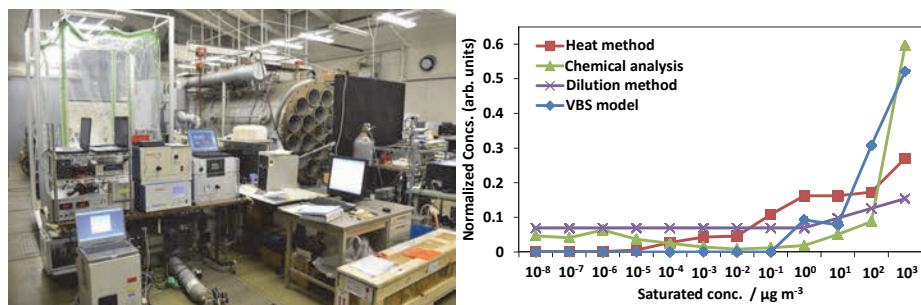 Normalized Concs. (arb. units)
0.6
0.5
0.4
0.3
0.2
0.1
0
Heat method
Chemical analysis
Dilution method
VBS model
10⁻⁸ 10⁻⁷ 10⁻⁶ 10⁻⁵ 10⁻⁴ 10⁻³ 10⁻² 10⁻¹ 10⁰ 10¹ 10² 10³
Saturated conc. / μg m⁻³